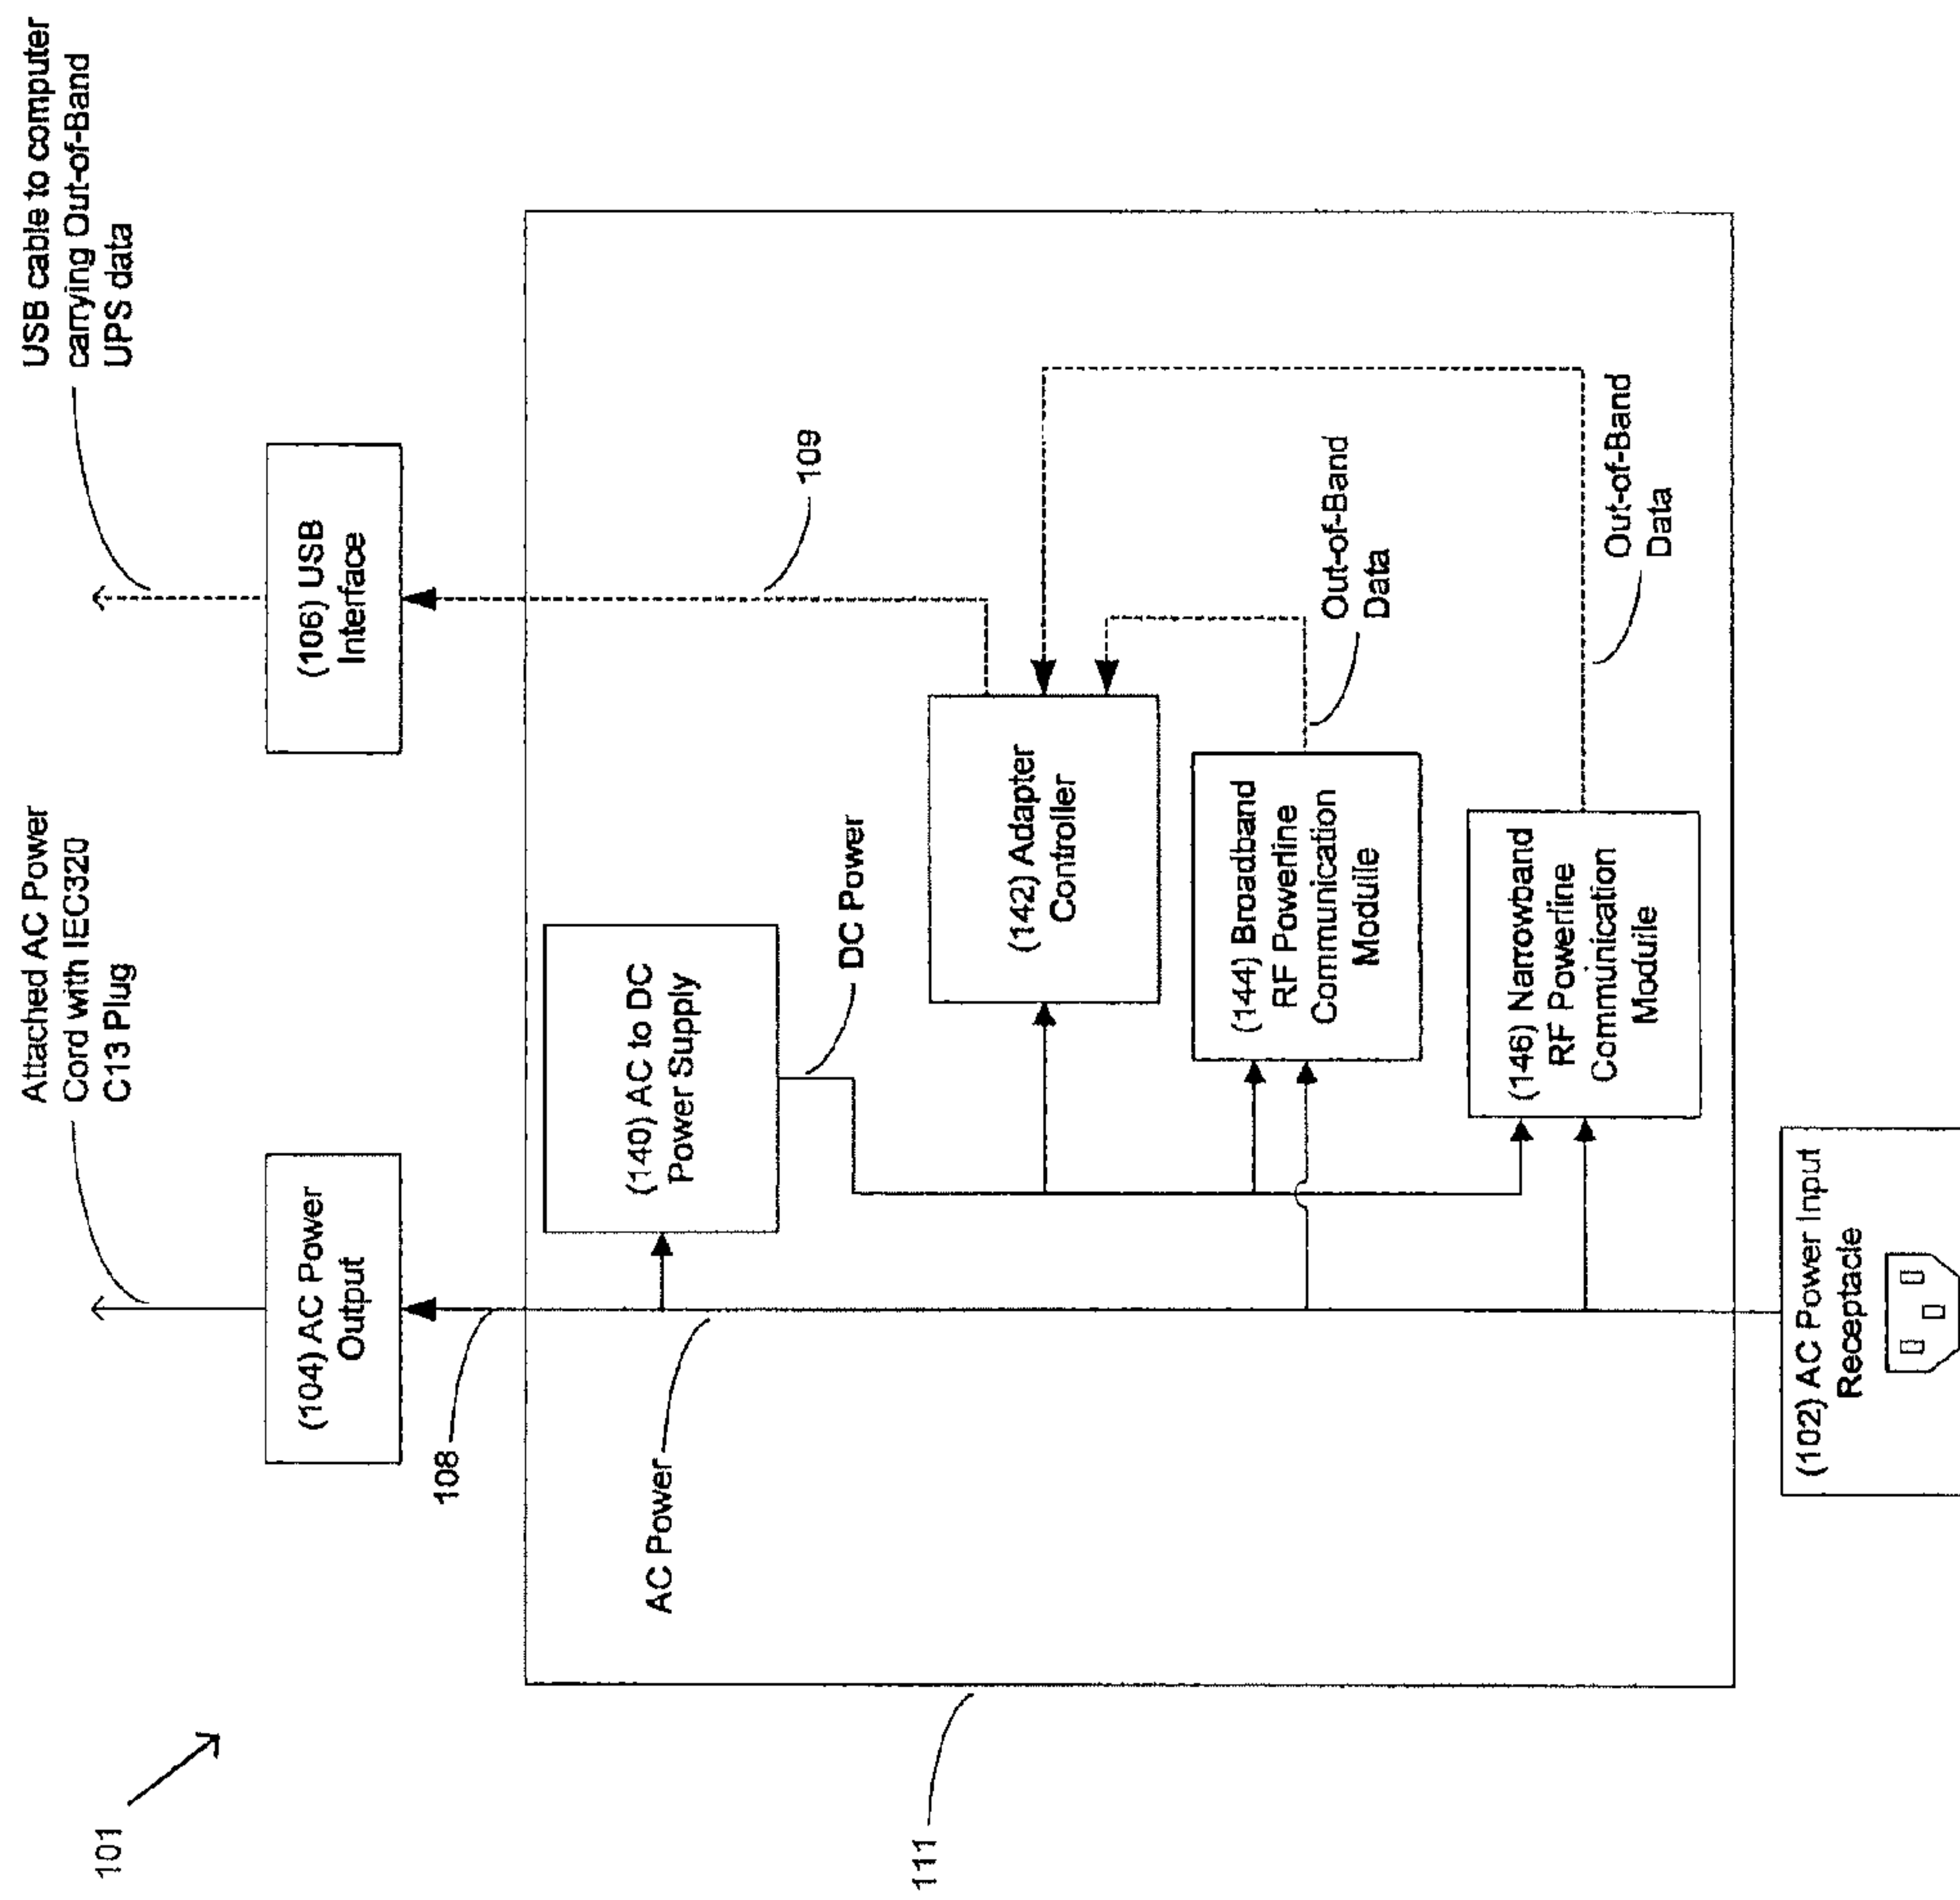 101
Attached AC Power
Cord with IEC320
C13 Plug
USB cable to computer
carrying Out-of-Band
UPS data
(104) AC Power
Output
(106) USB
Interface
108
109
AC Power
(140) AC to DC
Power Supply
DC Power
(142) Adapter
Controller
(144) Broadband
RF Powerline
Communication
Module
Out-of-Band
Data
(146) Narrowband
RF Powerline
Communication
Module
Out-of-Band
Data
111
(102) AC Power Input
Receptacle